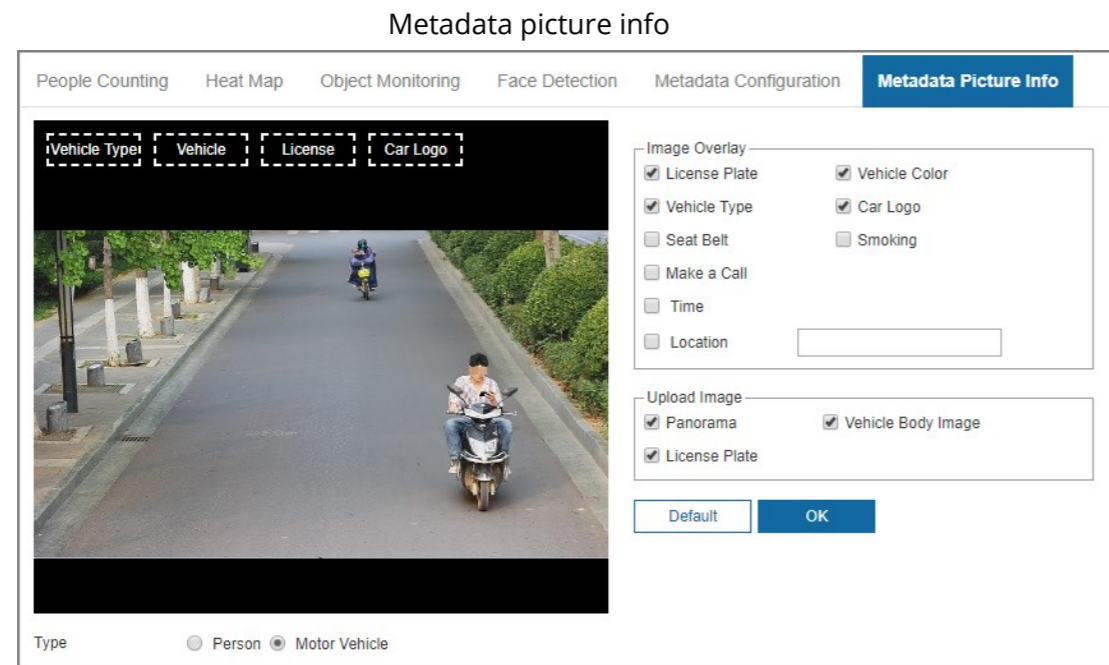 Metadata picture info
People Counting Heat Map Object Monitoring Face Detection Metadata Configuration Metadata Picture Info
Vehicle Type Vehicle License Car Logo
Image Overlay
License Plate Vehicle Color
Vehicle Type Car Logo
Seat Belt Smoking
Make a Call
Time
Location
Upload Image
Panorama Vehicle Body Image
License Plate
Default OK
Type Person Motor Vehicle